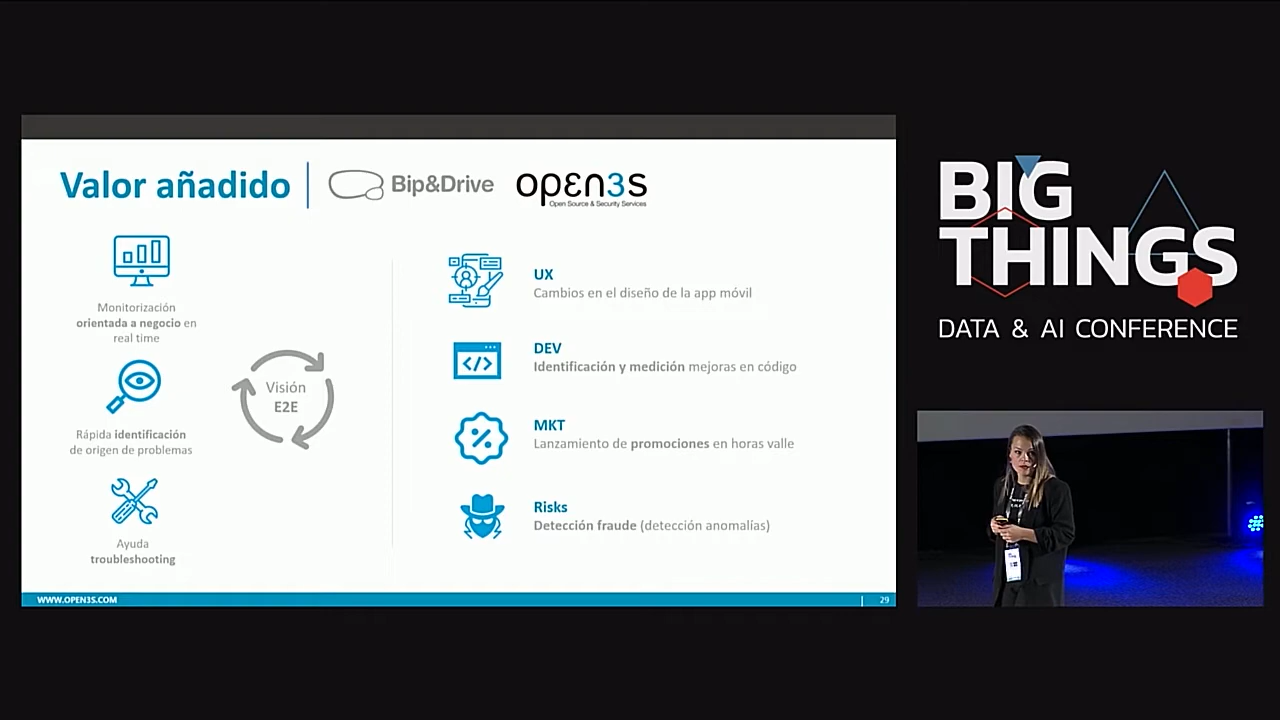 Valor añadido
Bip&Drive
open3s
Open Source & Security Services
Monitorización
orientada a negocio en
real time
Rápida identificación
de origen de problemas
Ayuda
troubleshooting
Visión
E2E
UX
Cambios en el diseño de la app móvil
DEV
Identificación y medición mejoras en código
MKT
Lanzamiento de promociones en horas valle
Risks
Detección fraude (detección anomalías)
WWW.OPEN3S.COM
29
BIG
THINGS
DATA & AI CONFERENCE